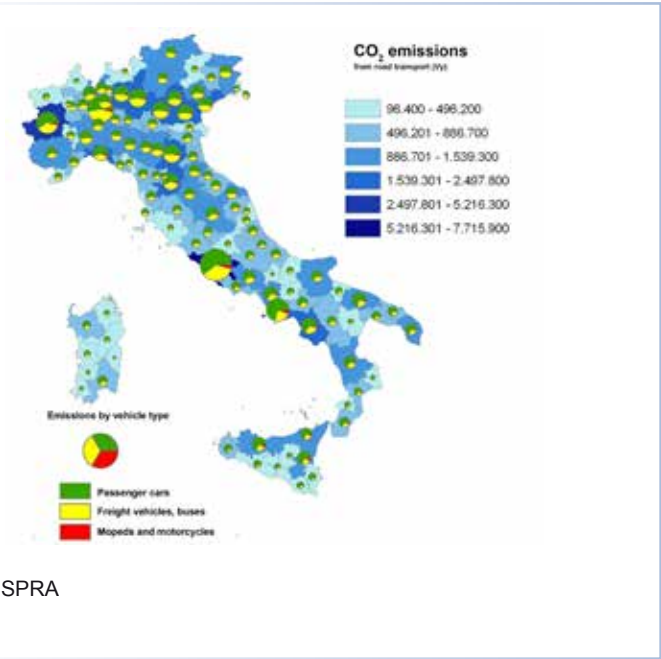 CO2 emissions
from road transport (t/y)
96.400 - 496.200
496.201 - 886.700
886.701 - 1.539.300
1.539.301 - 2.497.800
2.497.801 - 5.216.300
5.216.301 - 7.715.900
Emissions by vehicle type
Passenger cars
Freight vehicles, buses
Mopeds and motorcycles
SPRA